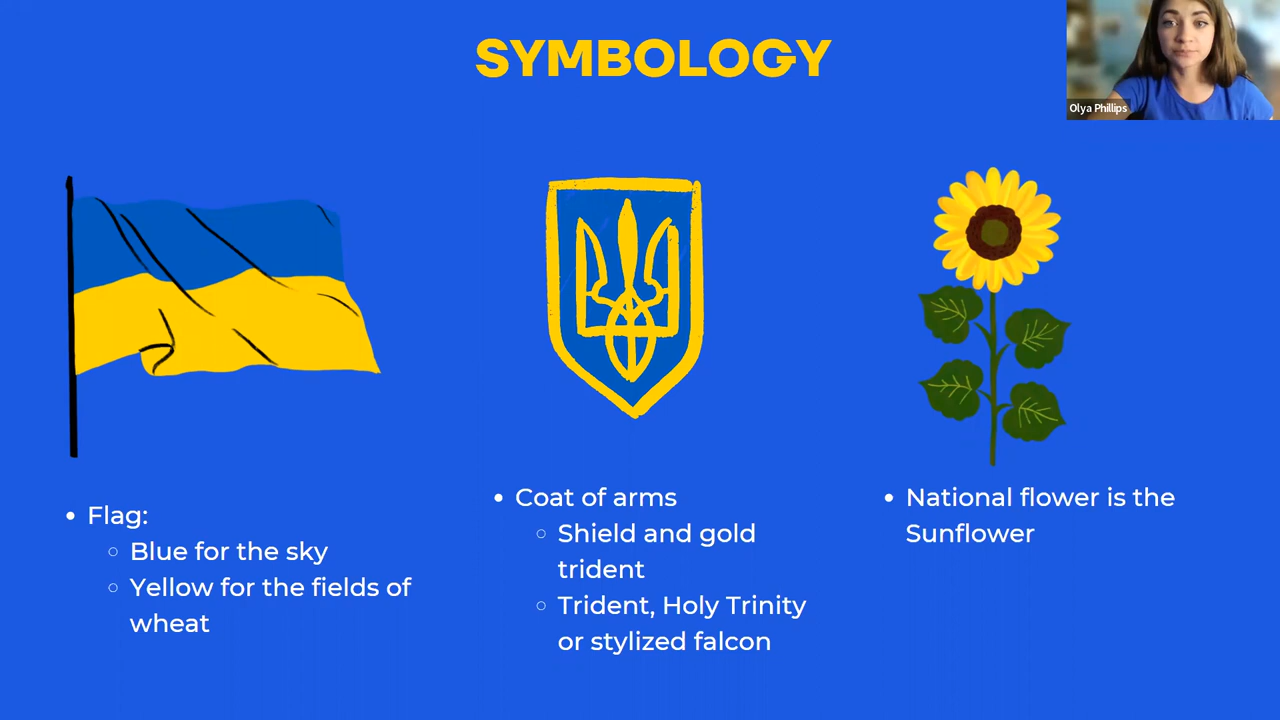 SYMBOLOGY
Olya Phillips
Flag:
Blue for the sky
Yellow for the fields of
wheat
Coat of arms
Shield and gold
trident
Trident, Holy Trinity
or stylized falcon
National flower is the
Sunflower